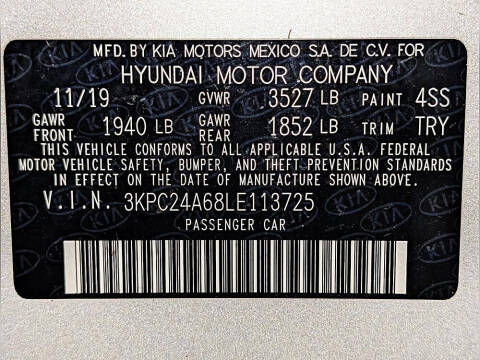 MFD. BY KIA MOTORS MEXICO S.A. DE C.V. FOR
HYUNDAI MOTOR COMPANY
11/19 GVWR 3527 LB PAINT 4SS
GAWR FRONT 1940 LB GAWR REAR 1852 LB TRIM TRY
THIS VEHICLE CONFORMS TO ALL APPLICABLE U.S.A. FEDERAL
MOTOR VEHICLE SAFETY, BUMPER, AND THEFT PREVENTION STANDARDS
IN EFFECT ON THE DATE OF MANUFACTURE SHOWN ABOVE.
V.I.N. 3KPC24A68LE113725
PASSENGER CAR